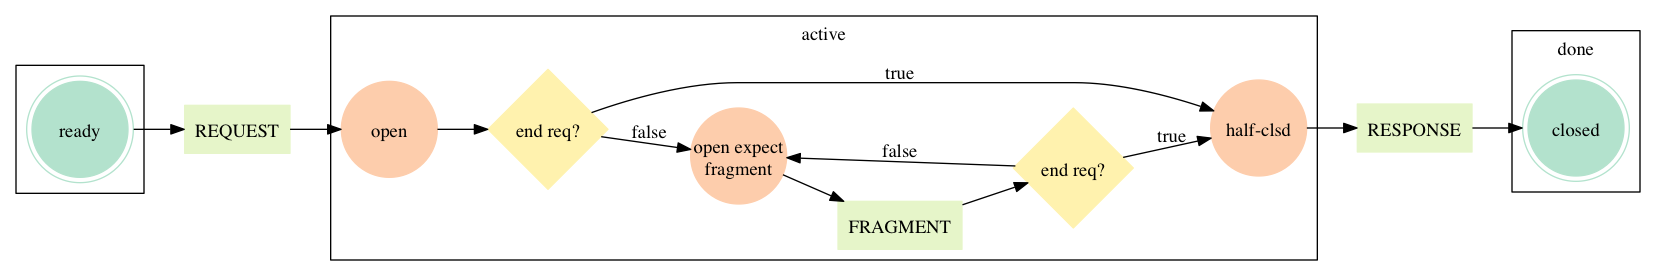 active
done
ready
REQUEST
open
end req?
true
false
open expect
fragment
false
FRAGMENT
end req?
true
half-clsd
RESPONSE
closed